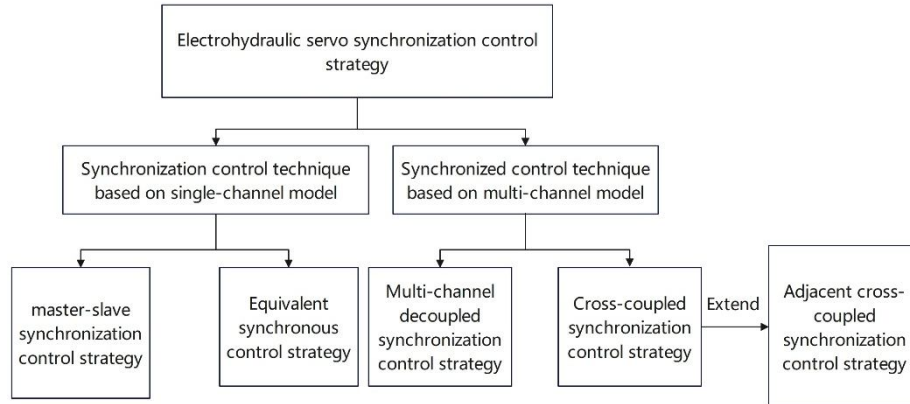 Electrohydraulic servo synchronization control
strategy
Synchronization control technique
based on single-channel model
Synchronized control technique
based on multi-channel model
master-slave
synchronization
control strategy
Equivalent
synchronous
control strategy
Multi-channel
decoupled
synchronization
control strategy
Cross-coupled
synchronization
control strategy
Extend
Adjacent cross-
coupled
synchronization
control strategy